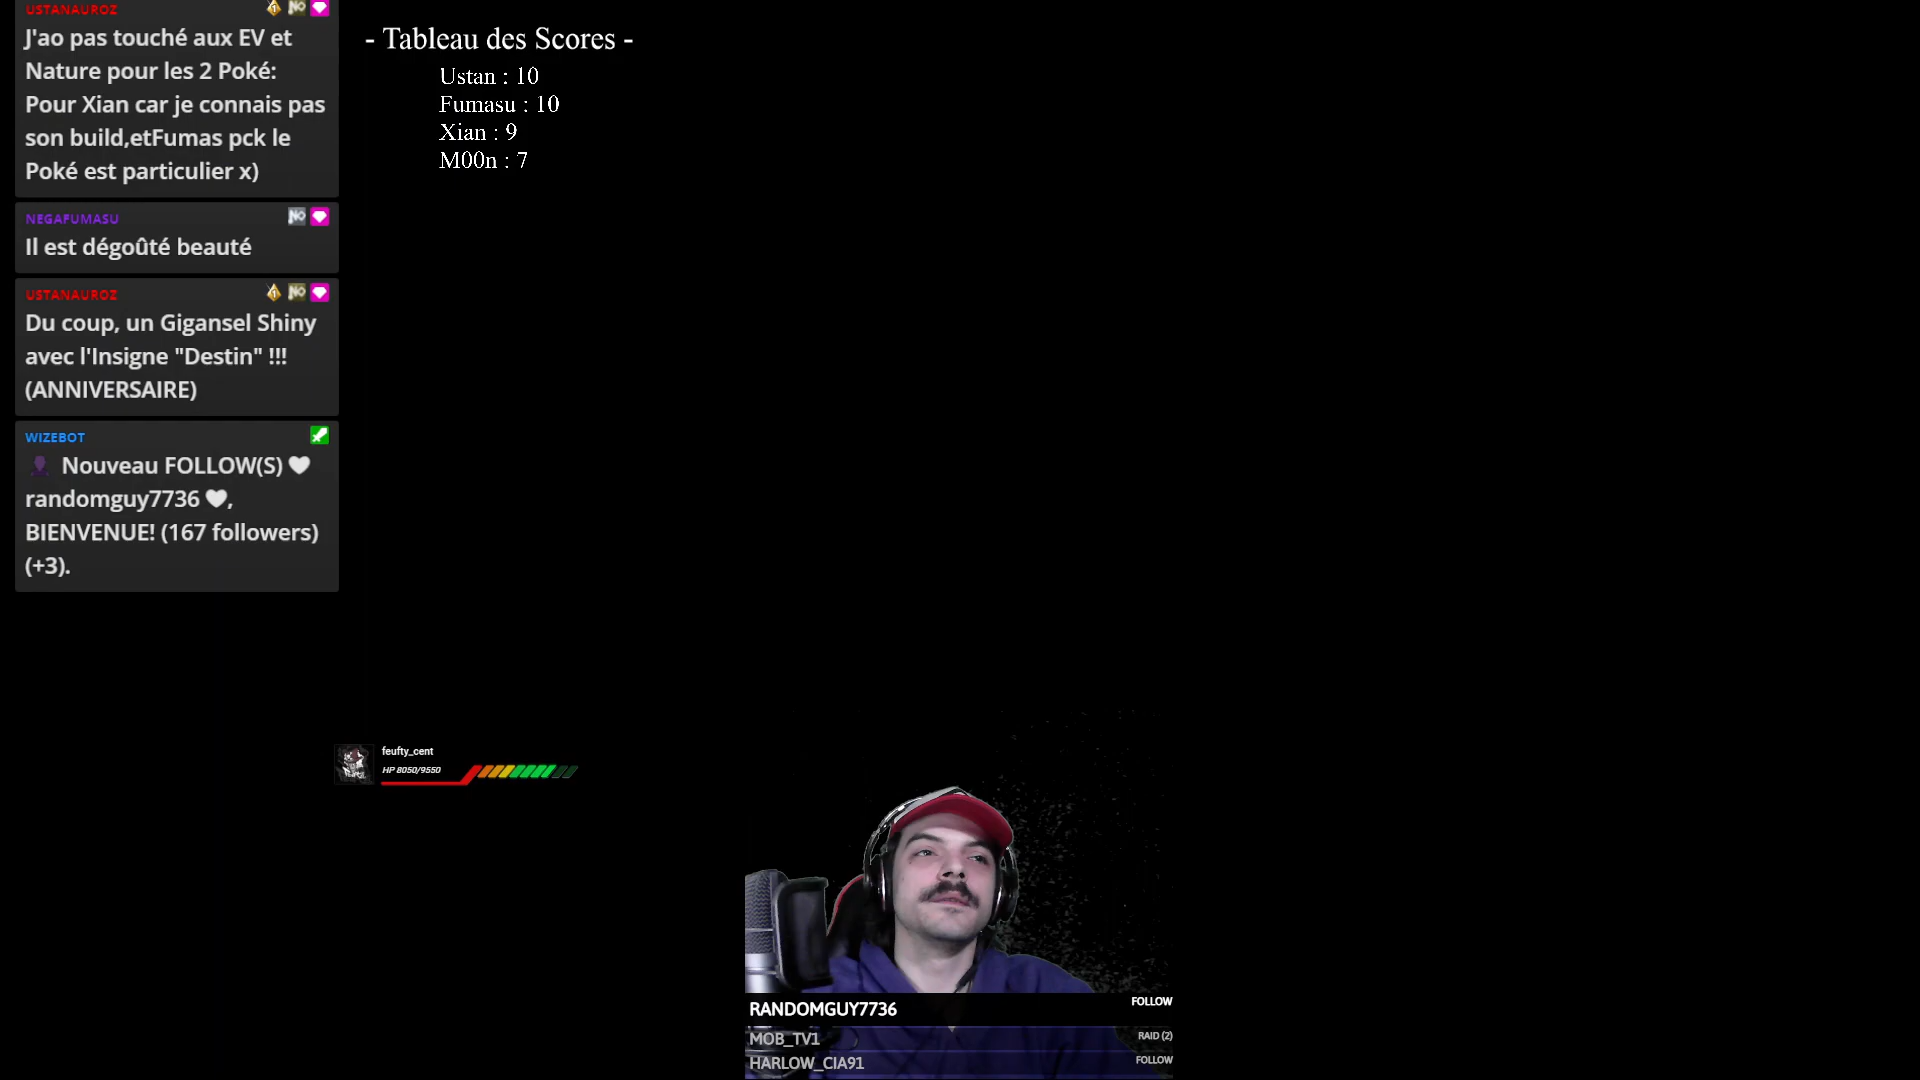 USTANAUROZ
J'ao pas touché aux EV et
Nature pour les 2 Poké:
Pour Xian car je connais pas
son build,etFumas pck le
Poké est particulier x)
NEGAFUMASU
Il est dégoûté beauté
USTANAUROZ
Du coup, un Gigansel Shiny
avec l'Insigne "Destin" !!!
(ANNIVERSAIRE)
WIZEBOT
Nouveau FOLLOW(S) 🤍
randomguy7736 🤍,
BIENVENUE! (167 followers)
(+3).
- Tableau des Scores -
Ustan : 10
Fumasu : 10
Xian : 9
M00n : 7
feufty_cent
HP 8050/9550
RANDOMGUY7736 FOLLOW
MOB_TV1 RAID (2)
HARLOW_CIA91 FOLLOW